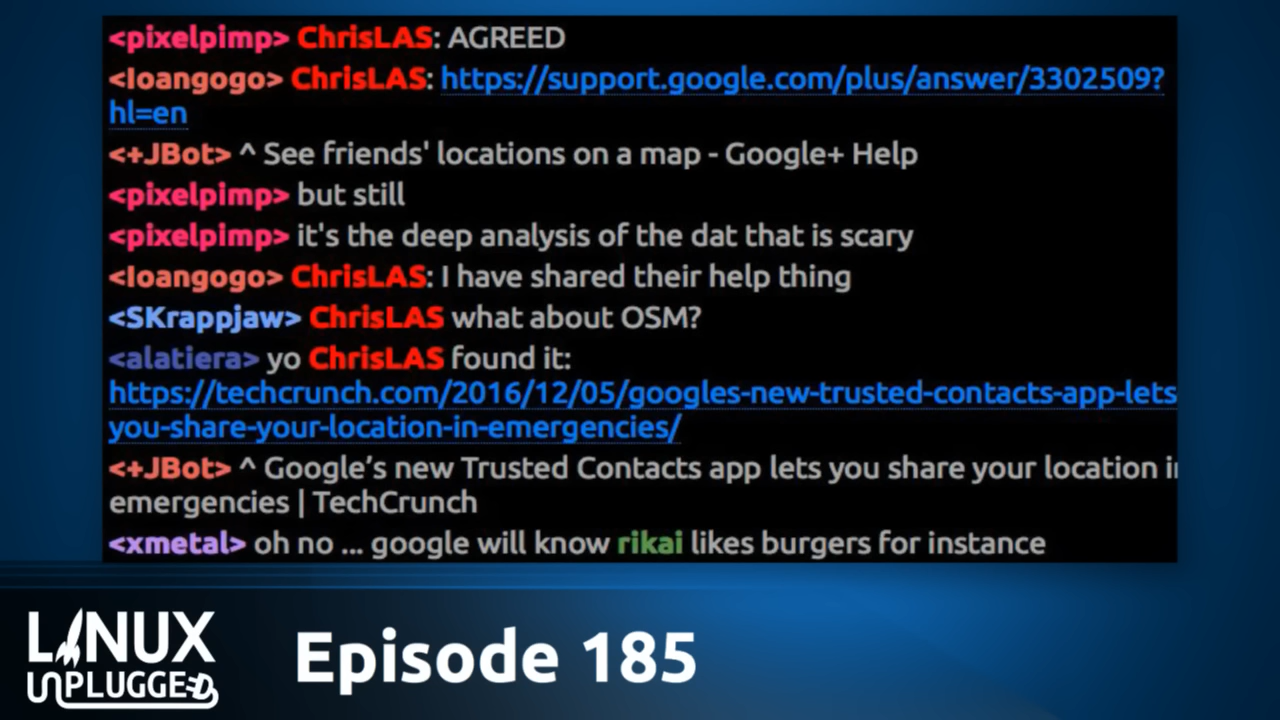 <pixelpimp> ChrisLAS: AGREED
<Ioangogo> ChrisLAS: https://support.google.com/plus/answer/3302509?
hl=en
<+JBot> ^ See friends' locations on a map - Google+ Help
<pixelpimp> but still
<pixelpimp> it's the deep analysis of the dat that is scary
<Ioangogo> ChrisLAS: I have shared their help thing
<SKrappjaw> ChrisLAS what about OSM?
<alatiera> yo ChrisLAS found it:
https://techcrunch.com/2016/12/05/googles-new-trusted-contacts-app-lets
you-share-your-location-in-emergencies/
<+JBot> ^ Google’s new Trusted Contacts app lets you share your location in
emergencies | TechCrunch
<xmetal> oh no ... google will know rikai likes burgers for instance
LINUX
UNPLUGGED
Episode 185